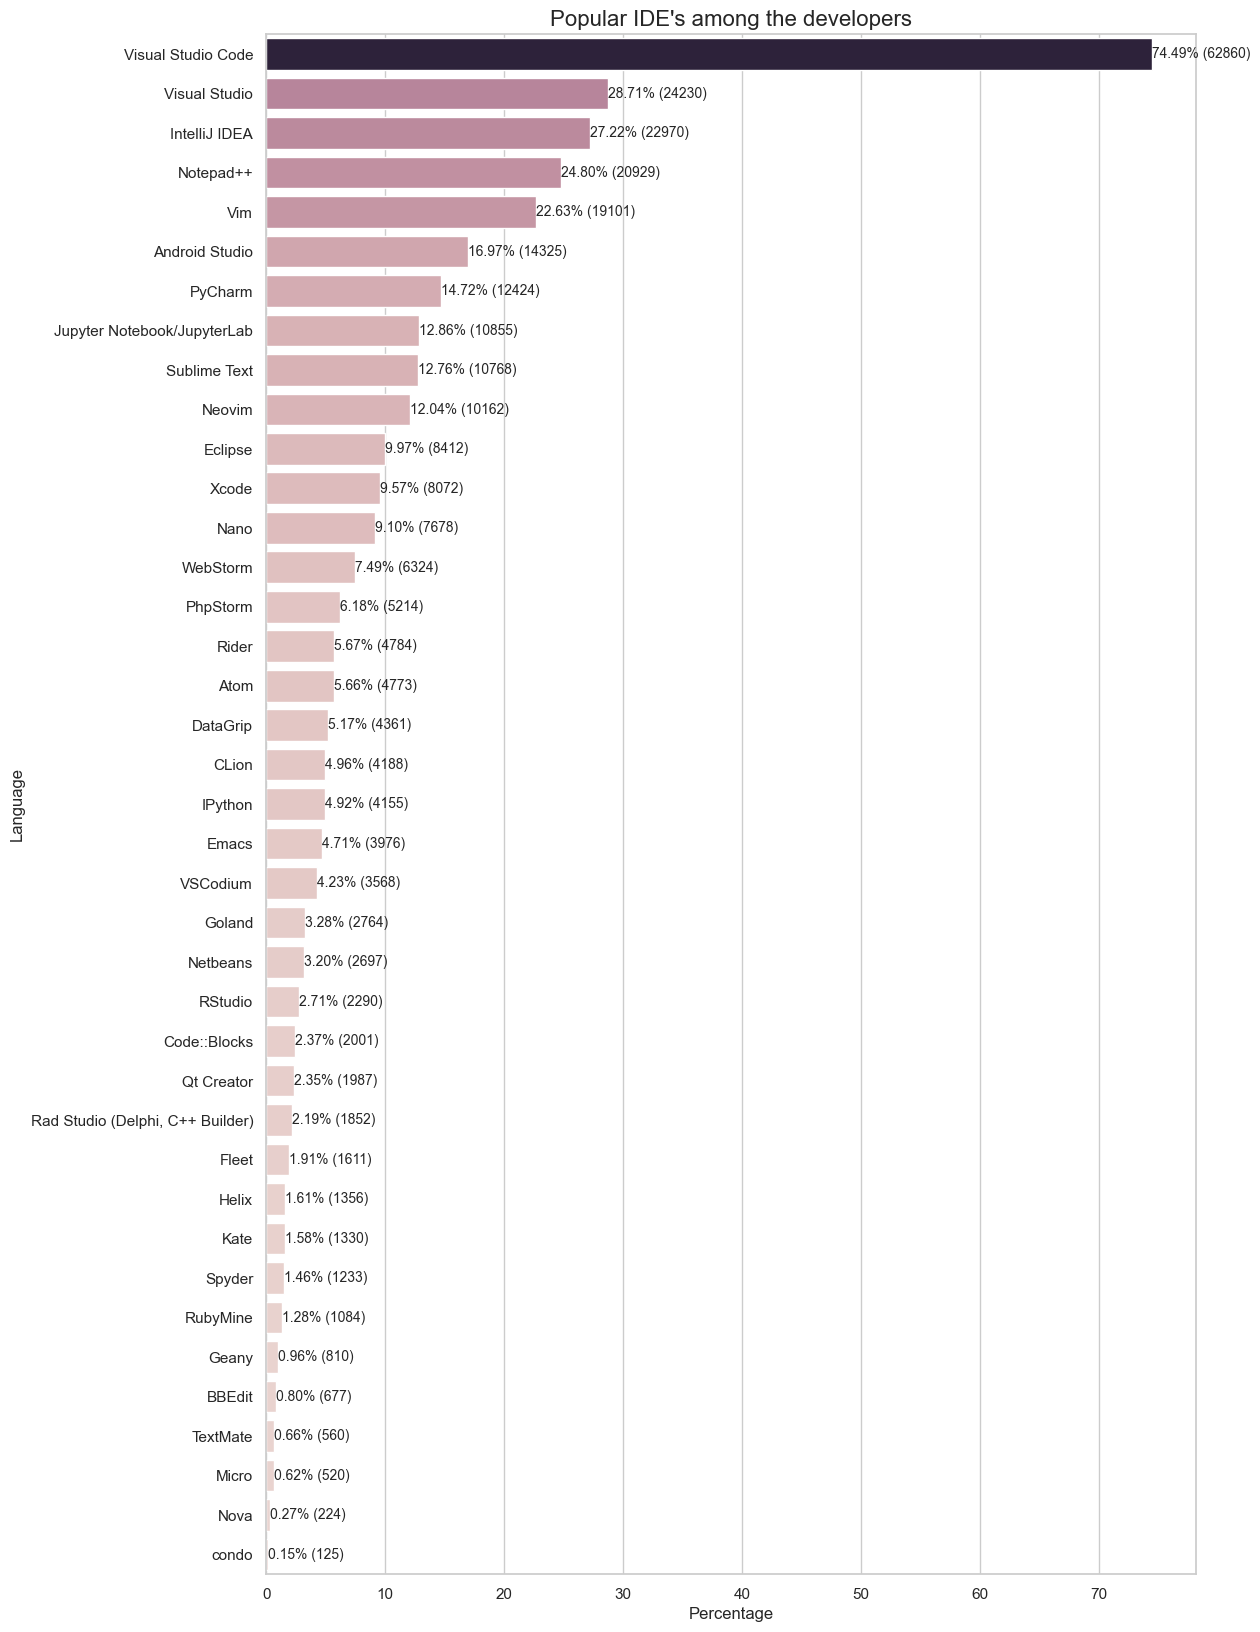 Popular IDE's among the developers
Visual Studio Code 74.49% (62860)
Visual Studio 28.71% (24230)
IntelliJ IDEA 27.22% (22970)
Notepad++ 24.80% (20929)
Vim 22.63% (19101)
Android Studio 16.97% (14325)
PyCharm 14.72% (12424)
Jupyter Notebook/JupyterLab 12.86% (10855)
Sublime Text 12.76% (10768)
Neovim 12.04% (10162)
Eclipse 9.97% (8412)
Xcode 9.57% (8072)
Nano 9.10% (7678)
WebStorm 7.49% (6324)
PhpStorm 6.18% (5214)
Rider 5.67% (4784)
Atom 5.66% (4773)
DataGrip 5.17% (4361)
CLion 4.96% (4188)
IPython 4.92% (4155)
Emacs 4.71% (3976)
VSCodium 4.23% (3568)
Goland 3.28% (2764)
Netbeans 3.20% (2697)
RStudio 2.71% (2290)
Code::Blocks 2.37% (2001)
Qt Creator 2.35% (1987)
Rad Studio (Delphi, C++ Builder) 2.19% (1852)
Fleet 1.91% (1611)
Helix 1.61% (1356)
Kate 1.58% (1330)
Spyder 1.46% (1233)
RubyMine 1.28% (1084)
Geany 0.96% (810)
BBEdit 0.80% (677)
TextMate 0.66% (560)
Micro 0.62% (520)
Nova 0.27% (224)
condo 0.15% (125)
Language
0 10 20 30 40 50 60 70
Percentage